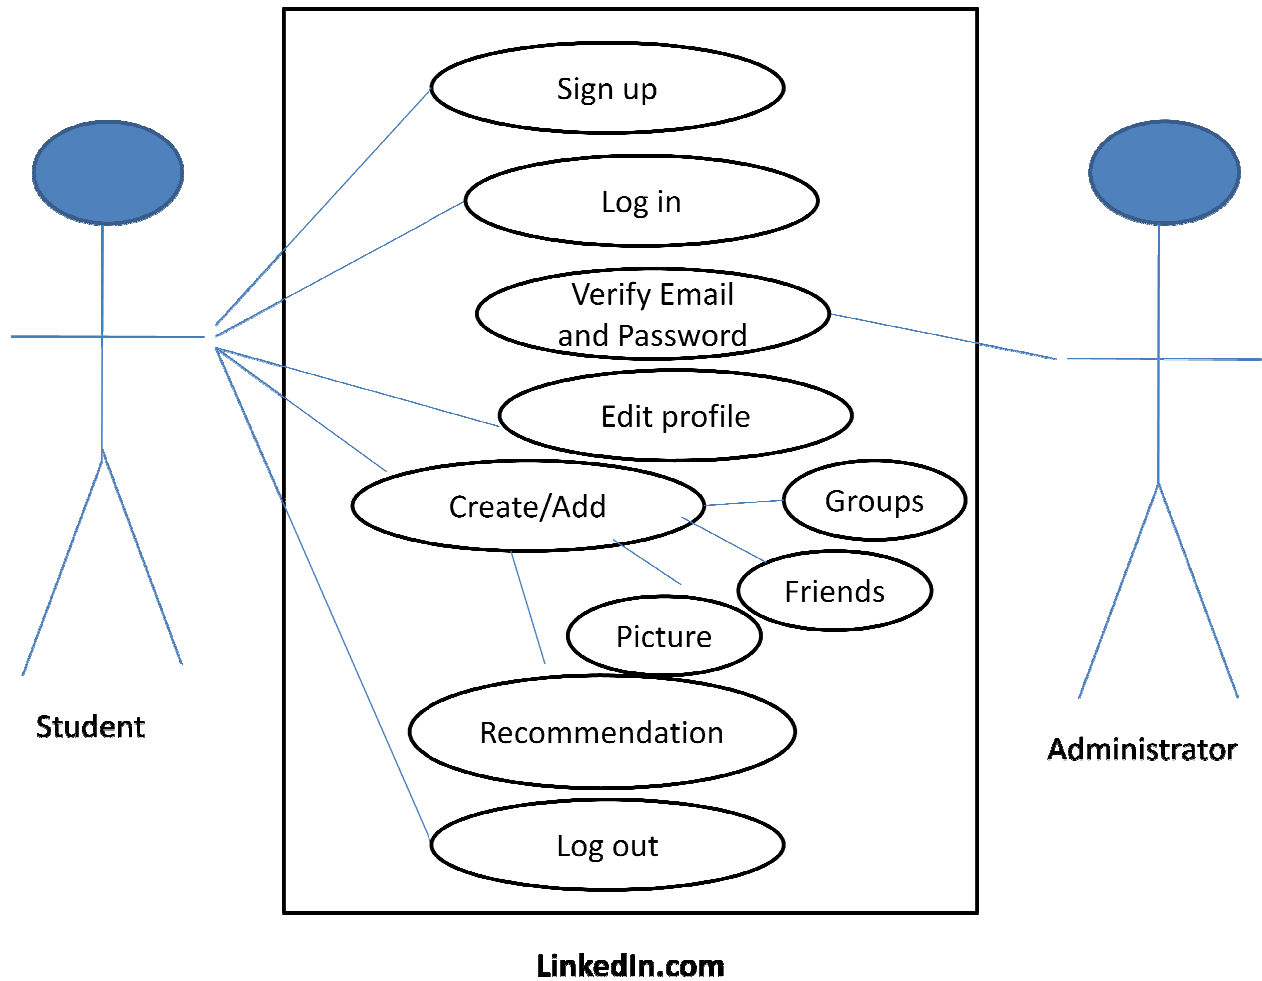 Sign up
Log in
Verify Email
and Password
Edit profile
Create/Add
Groups
Friends
Picture
Recommendation
Log out
Student
Administrator
LinkedIn.com